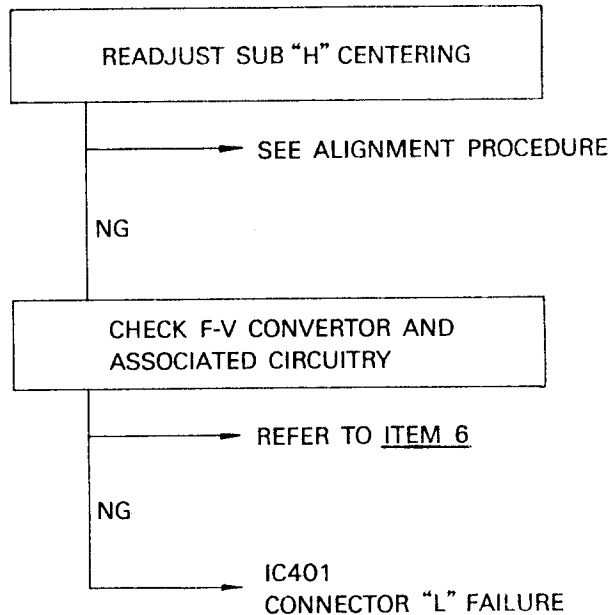 READJUST SUB “H” CENTERING
SEE ALIGNMENT PROCEDURE
NG
CHECK F-V CONVERTOR AND
ASSOCIATED CIRCUITRY
REFER TO ITEM 6
NG
IC401
CONNECTOR “L” FAILURE